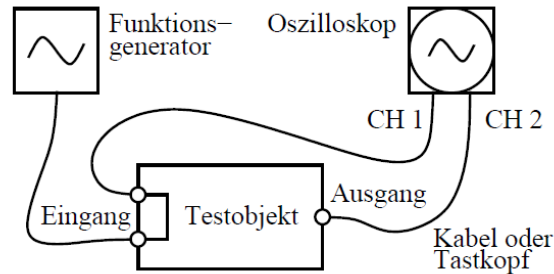 Funktions−
generator
Oszilloskop
CH 1
CH 2
Eingang
Testobjekt
Ausgang
Kabel oder
Tastkopf